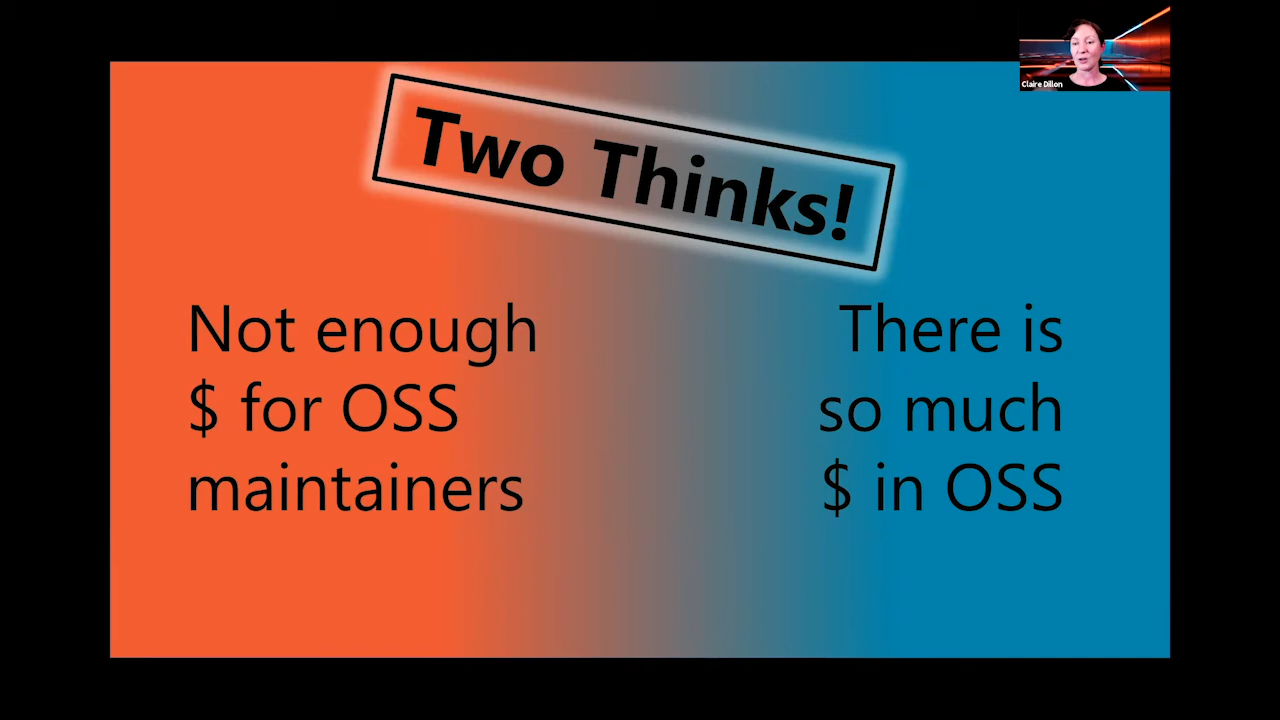 Claire Dillon
Two Thinks!
Not enough
$ for OSS
maintainers
There is
so much
$ in OSS